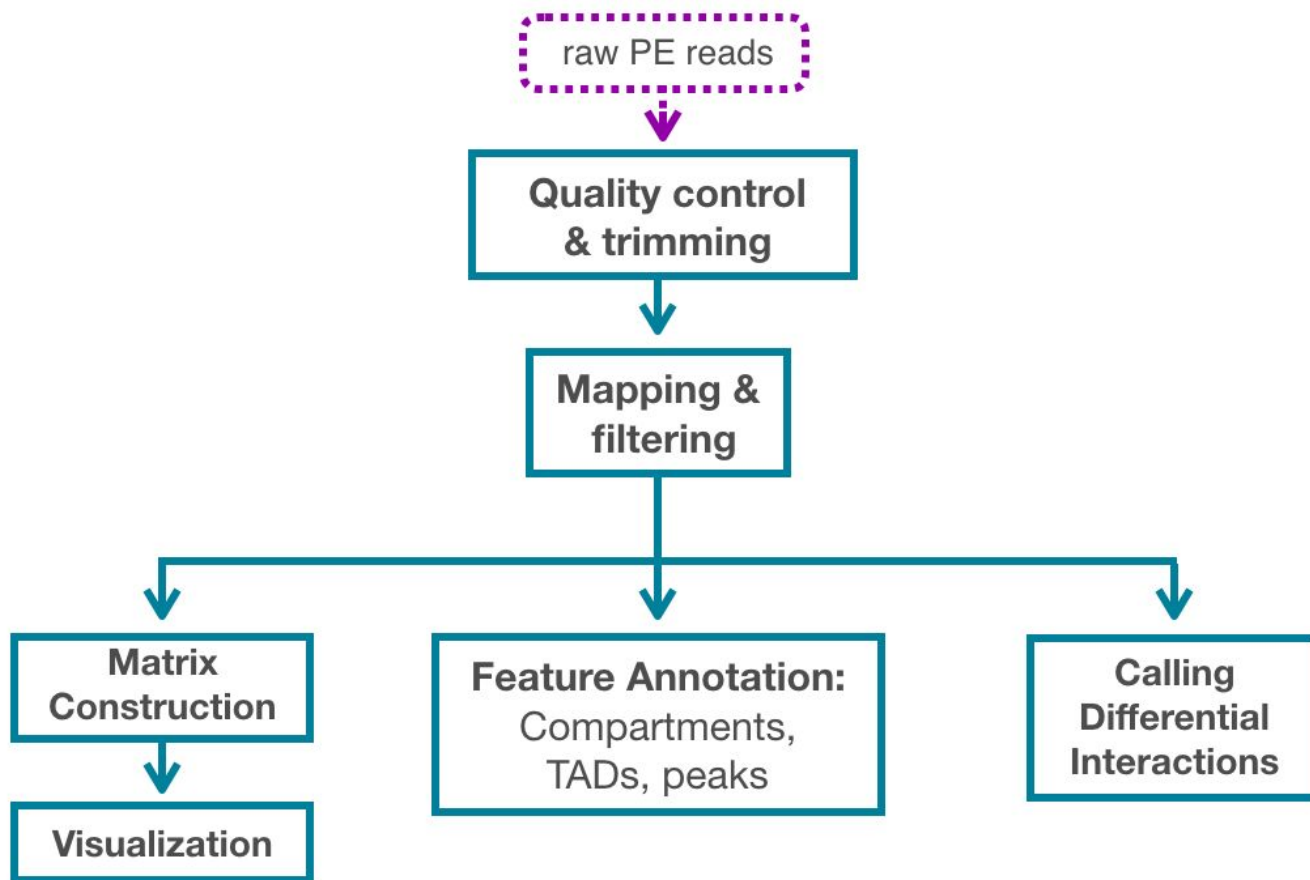 raw PE reads
Quality control
& trimming
Mapping &
filtering
Matrix
Construction
Visualization
Feature Annotation:
Compartments,
TADs, peaks
Calling
Differential
Interactions